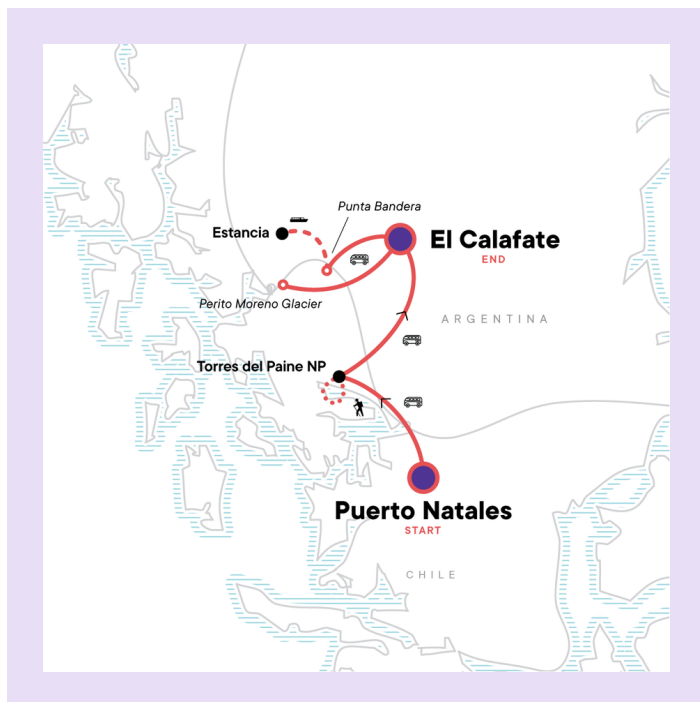 Punta Bandera
Estancia
El Calafate
END
Perito Moreno Glacier
ARGENTINA
Torres del Paine NP
Puerto Natales
START
CHILE